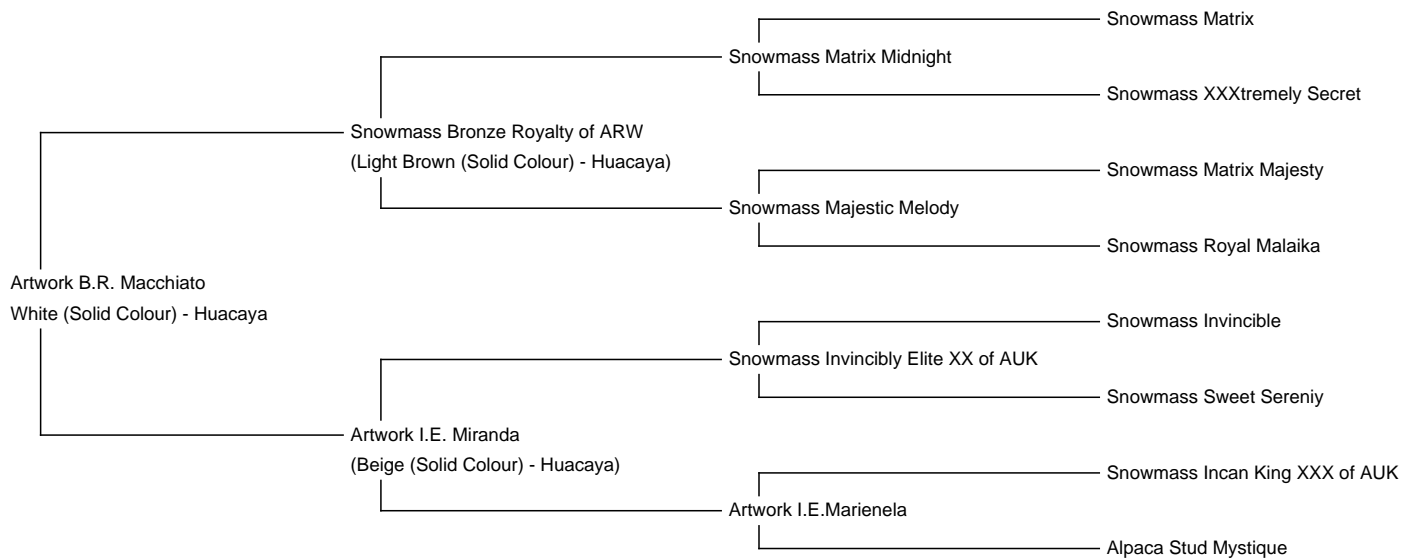 Snowmass Matrix
Snowmass Matrix Midnight
Snowmass XXXtremely Secret
Snowmass Bronze Royalty of ARW
(Light Brown (Solid Colour) - Huacaya)
Snowmass Matrix Majesty
Snowmass Majestic Melody
Snowmass Royal Malaika
Artwork B.R. Macchiato
White (Solid Colour) - Huacaya
Snowmass Invincible
Snowmass Invincibly Elite XX of AUK
Snowmass Sweet Sereniy
Artwork I.E. Miranda
(Beige (Solid Colour) - Huacaya)
Snowmass Incan King XXX of AUK
Artwork I.E.Marienela
Alpaca Stud Mystique